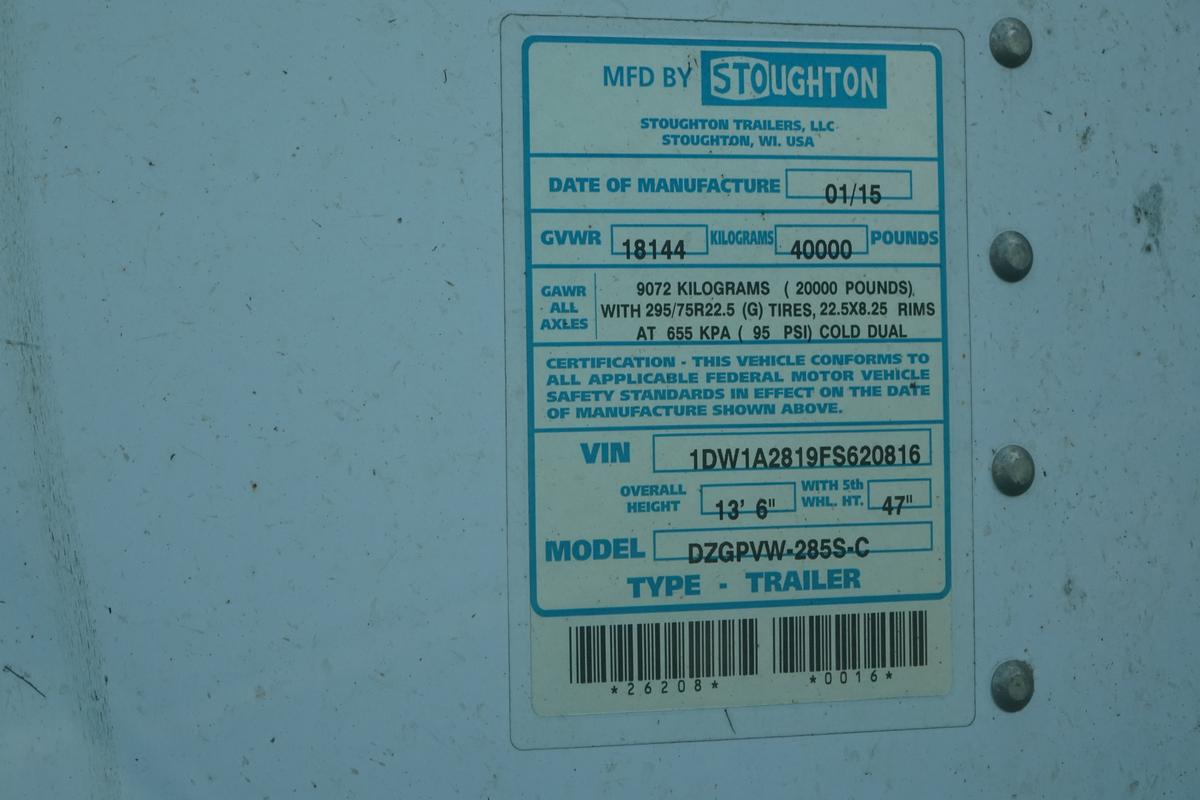 MFD BY STOUGHTON
STOUGHTON TRAILERS, LLC
STOUGHTON, WI. USA
DATE OF MANUFACTURE 01/15
GVWR 18144 KILOGRAMS 40000 POUNDS
GAWR ALL AXLES
9072 KILOGRAMS ( 20000 POUNDS),
WITH 295/75R22.5 (G) TIRES, 22.5X8.25 RIMS
AT 655 KPA ( 95 PSI) COLD DUAL
CERTIFICATION - THIS VEHICLE CONFORMS TO
ALL APPLICABLE FEDERAL MOTOR VEHICLE
SAFETY STANDARDS IN EFFECT ON THE DATE
OF MANUFACTURE SHOWN ABOVE.
VIN 1DW1A2819FS620816
OVERALL HEIGHT 13' 6" WITH 5th WHL. HT. 47"
MODEL DZGPVW-285S-C
TYPE - TRAILER
*26208* *0016*